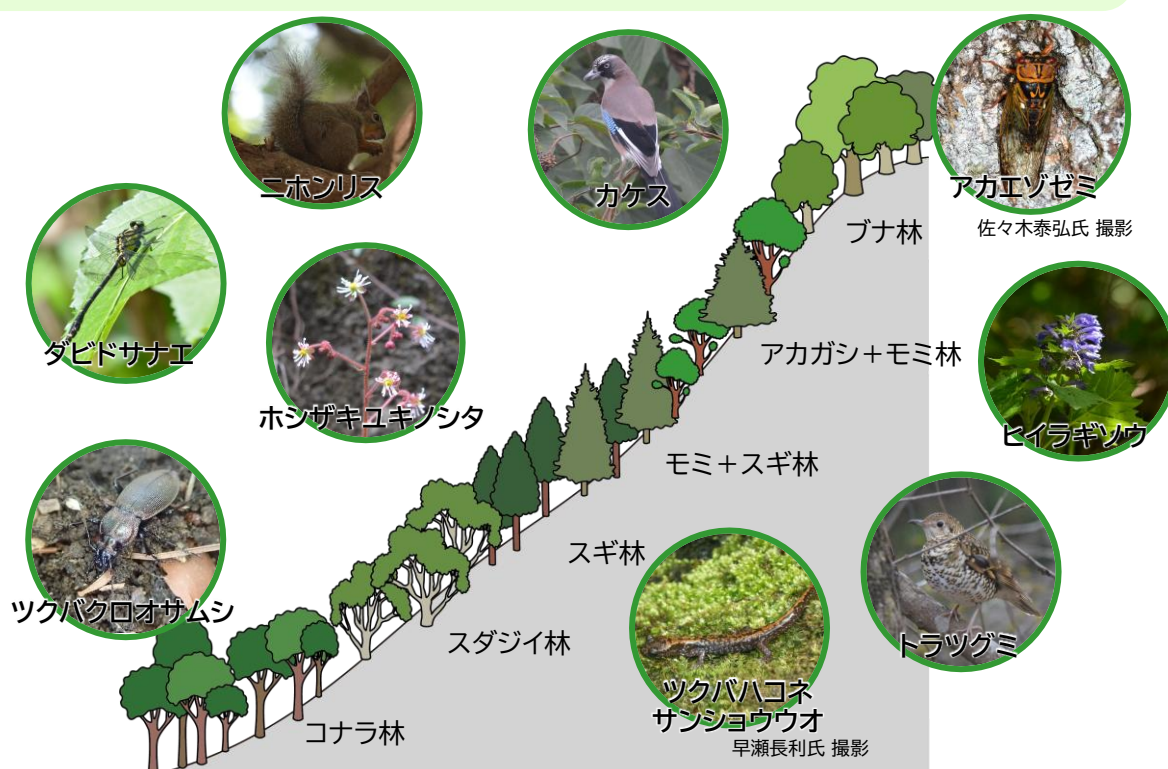 ニホンリス
カケス
アカエゾゼミ
佐々木泰弘氏 撮影
ブナ林
ダビドサナエ
アカガシ＋モミ林
ホシザキユキノシタ
ヒイラギソウ
モミ＋スギ林
スギ林
ツクバクロオサムシ
スダジイ林
トラツグミ
ツクバハコネ
サンショウウオ
早瀬長利氏 撮影
コナラ林